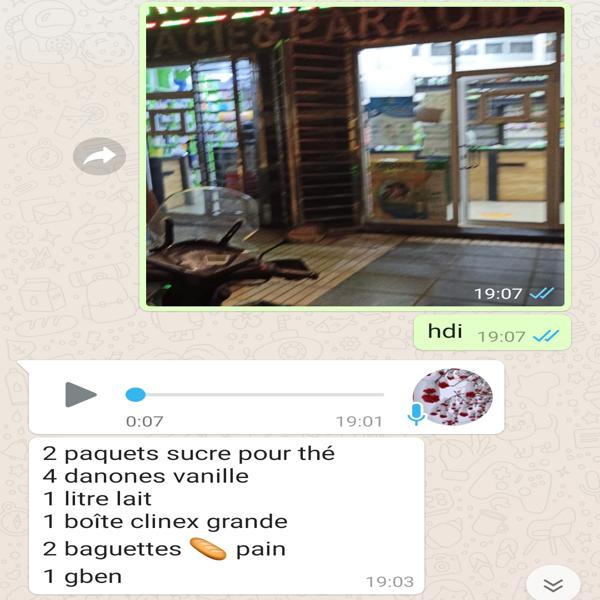 ACIE&PARAPHA
19:07
hdi 19:07
0:07 19:01
2 paquets sucre pour thé
4 danones vanille
1 litre lait
1 boîte clinex grande
2 baguettes 🥖 pain
1 gben 19:03